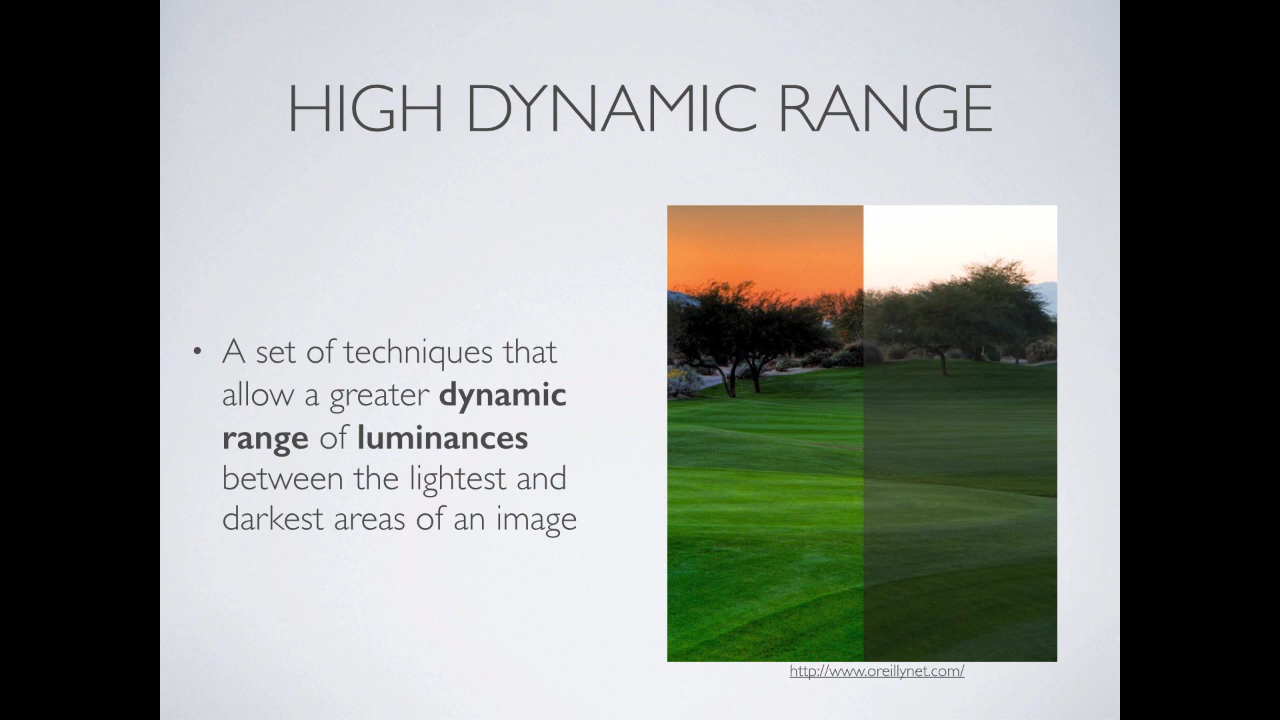 HIGH DYNAMIC RANGE
• A set of techniques that
allow a greater dynamic
range of luminances
between the lightest and
darkest areas of an image
http://www.oreillynet.com/